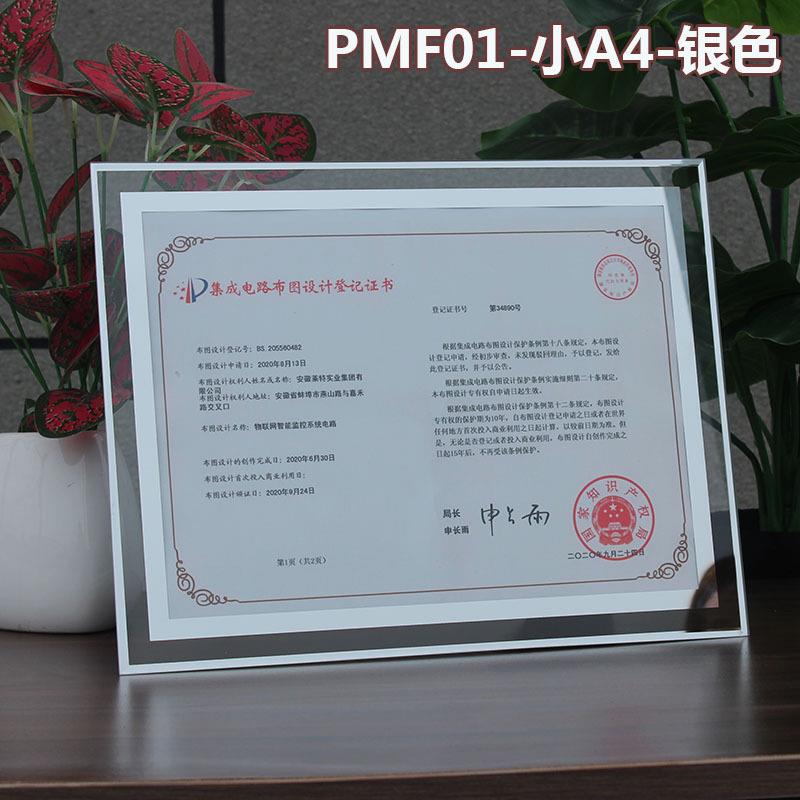 PMF01-小A4-银色
集成电路布图设计登记证书
登记证书号 第34890号
布图设计登记号：BS.205560482
布图设计申请日：2020年8月13日
布图设计权利人姓名或名称：安徽莱特实业集团有
限公司
布图设计权利人地址：安徽省蚌埠市燕山路与嘉禾
路交叉口
布图设计名称：物联网智能监控系统电路
布图设计的创作完成日：2020年6月30日
布图设计首次投入商业利用日：
布图设计颁证日：2020年9月24日
第1页（共2页）
根据集成电路布图设计保护条例第十八条规定，本布图设
计登记申请，经初步审查，未发现驳回理由，予以登记，发给
此登记证书，并予以公告。
根据集成电路布图设计保护条例实施细则第二十条规定，
本布图设计专有权自申请日起生效。
根据集成电路布图设计保护条例第十二条规定，布图设计
专有权的保护期为10年，自布图设计登记申请之日或者在世界
任何地方首次投入商业利用之日起计算，以较前日期为准。但
是，无论是否登记或者投入商业利用，布图设计自创作完成之
日起15年后，不再受该条例保护。
局长
申长雨
申长雨
国家知识产权局
二〇二〇年九月二十四日